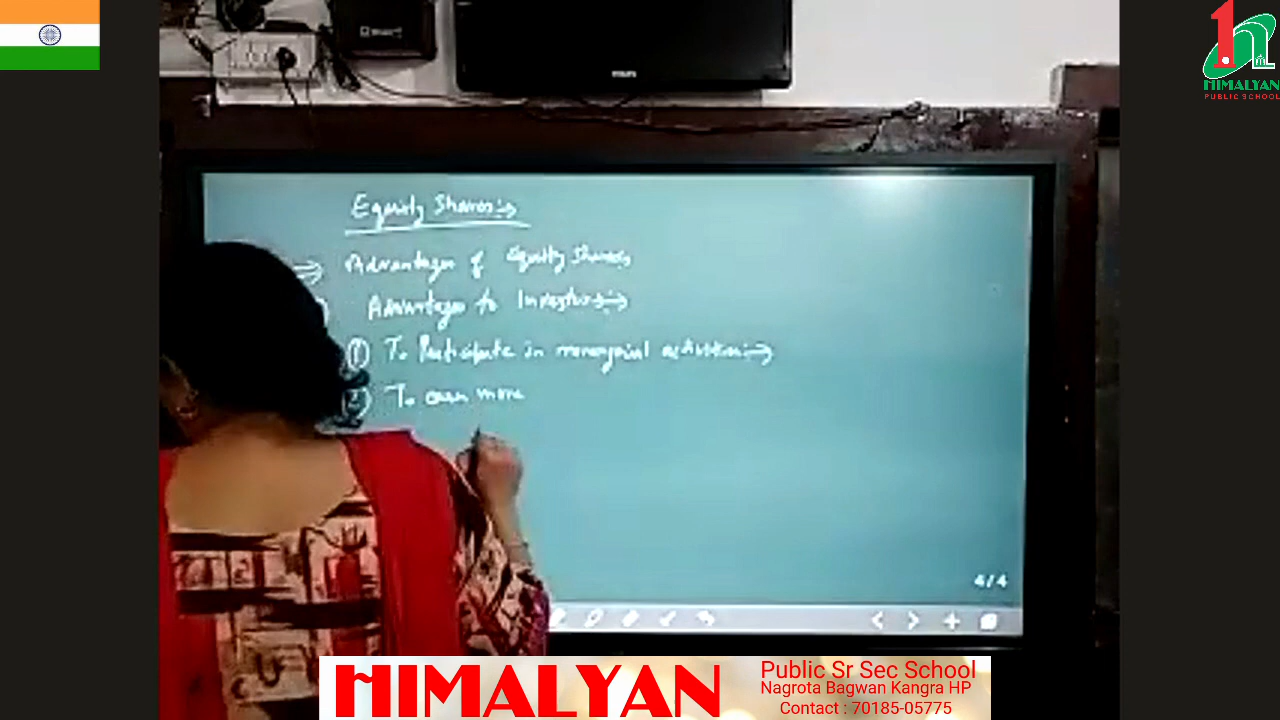 HIMALYAN
PUBLIC SCHOOL
PHILIPS
Equity Shares:→
⇒ Advantages of Equity Shares
Advantages to Investors:→
① To Participate in managerial activities:→
② To earn more
4/4
HIMALYAN
Public Sr Sec School
Nagrota Bagwan Kangra HP
Contact : 70185-05775